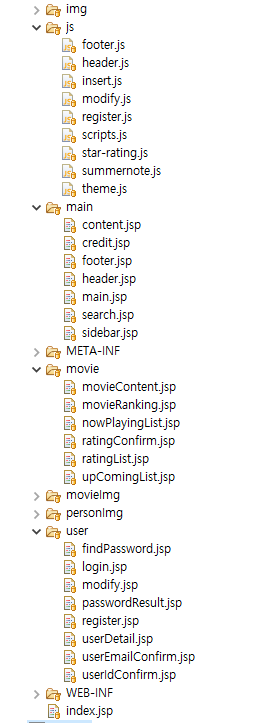 img
js
footer.js
header.js
insert.js
modify.js
register.js
scripts.js
star-rating.js
summernote.js
theme.js
main
content.jsp
credit.jsp
footer.jsp
header.jsp
main.jsp
search.jsp
sidebar.jsp
META-INF
movie
movieContent.jsp
movieRanking.jsp
nowPlayingList.jsp
ratingConfirm.jsp
ratingList.jsp
upComingList.jsp
movieImg
personImg
user
findPassword.jsp
login.jsp
modify.jsp
passwordResult.jsp
register.jsp
userDetail.jsp
userEmailConfirm.jsp
userIdConfirm.jsp
WEB-INF
index.jsp